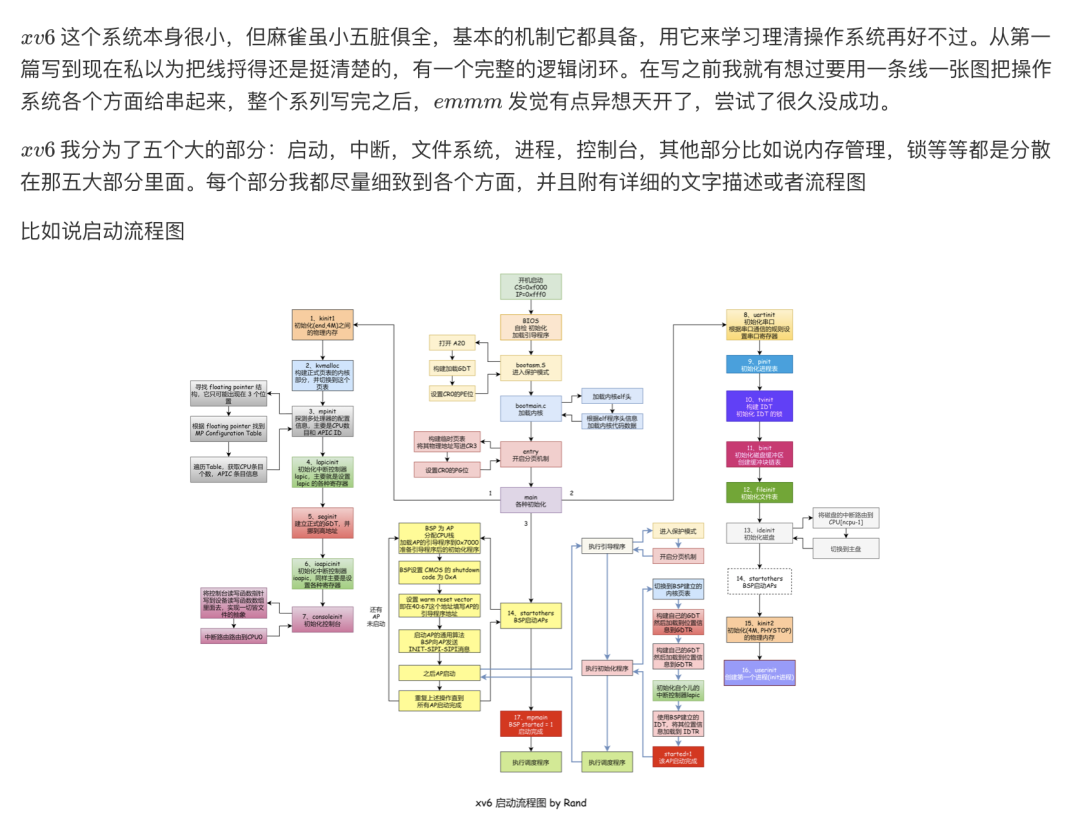 xv6 这个系统本身很小，但麻雀虽小五脏俱全，基本的机制它都具备，用它来学习理清操作系统再好不过。从第一
篇写到现在私以为把线捋得还是挺清楚的，有一个完整的逻辑闭环。在写之前我就有想过要用一条线一张图把操作
系统各个方面给串起来，整个系列写完之后，emmm 发觉有点异想天开了，尝试了很久没成功。
xv6 我分为了五个大的部分：启动，中断，文件系统，进程，控制台，其他部分比如说内存管理，锁等等都是分散
在那五大部分里面。每个部分我都尽量细致到各个方面，并且附有详细的文字描述或者流程图
比如说启动流程图
开机启动
CS=0xf000
IP=0xfff0
BIOS
自检 初始化
加载引导程序
打开 A20
构建加载GDT
设置CR0的PE位
bootasm.S
进入保护模式
bootmain.c
加载内核
加载内核elf头
根据elf程序头信息
加载内核代码数据
构建临时页表
将其物理地址写进CR3
设置CR0的PG位
entry
开启分页机制
main
各种初始化
1
2
3
1、kinit1
初始化[end,4M]之间
的物理内存
2、kvmalloc
构建正式页表的内核
部分，并切换到这个
页表
寻找 floating pointer 结
构，它只可能出现在 3 个位
置
根据 floating pointer 找到
MP Configuration Table
遍历Table，获取CPU条目
个数，APIC 条目信息
3、mpinit
探测多处理器的配置
信息，主要是CPU数
目和 APIC ID
4、lapicinit
初始化中断控制器
lapic，主要就是设置
lapic 的各种寄存器
5、seginit
建立正式的GDT，并
挪到高地址
6、ioapicinit
初始化中断控制器
ioapic，同样主要是设
置各种寄存器
将控制台读写函数指针
写到设备读写函数数组
里面去，实现一切皆文
件的抽象
中断路由路由到CPU0
7、consoleinit
初始化控制台
8、uartinit
初始化串口
根据串口通信的规则设
置串口寄存器
9、pinit
初始化进程表
10、tvinit
构建 IDT
初始化 IDT 的锁
11、binit
初始化磁盘缓冲区
创建缓冲块链表
12、fileinit
初始化文件表
13、ideinit
初始化磁盘
将磁盘的中断路由到
CPU[ncpu-1]
切换到主盘
14、startothers
BSP启动APs
15、kinit2
初始化(4M, PHYSTOP)
的物理内存
16、userinit
创建第一个进程(init进程)
BSP 为 AP
分配CPU栈
加载AP的引导程序到0x7000
准备引导程序后的初始化程序
BSP设置 CMOS 的 shutdown
code 为 0xA
设置 warm reset vector
即在40:67这个地址填写AP的
引导程序地址
启动AP的通用算法
BSP向AP发送
INIT-SIPI-SIPI消息
之后AP启动
重复上述操作直到
所有AP启动完成
还有
AP
未启动
14、startothers
BSP启动APs
17、mpmain
BSP started = 1
启动完成
执行调度程序
执行引导程序
进入保护模式
开启分页机制
执行初始化程序
切换到BSP建立的
内核页表
构建自己的GDT
然后加载到位置信
息到GDTR
构建自己的GDT
然后加载到位置信
息到GDTR
初始化自个儿的
中断控制器lapic
使用BSP建立的
IDT，将其位置信
息加载到 IDTR
started=1
该AP启动完成
执行调度程序
xv6 启动流程图 by Rand